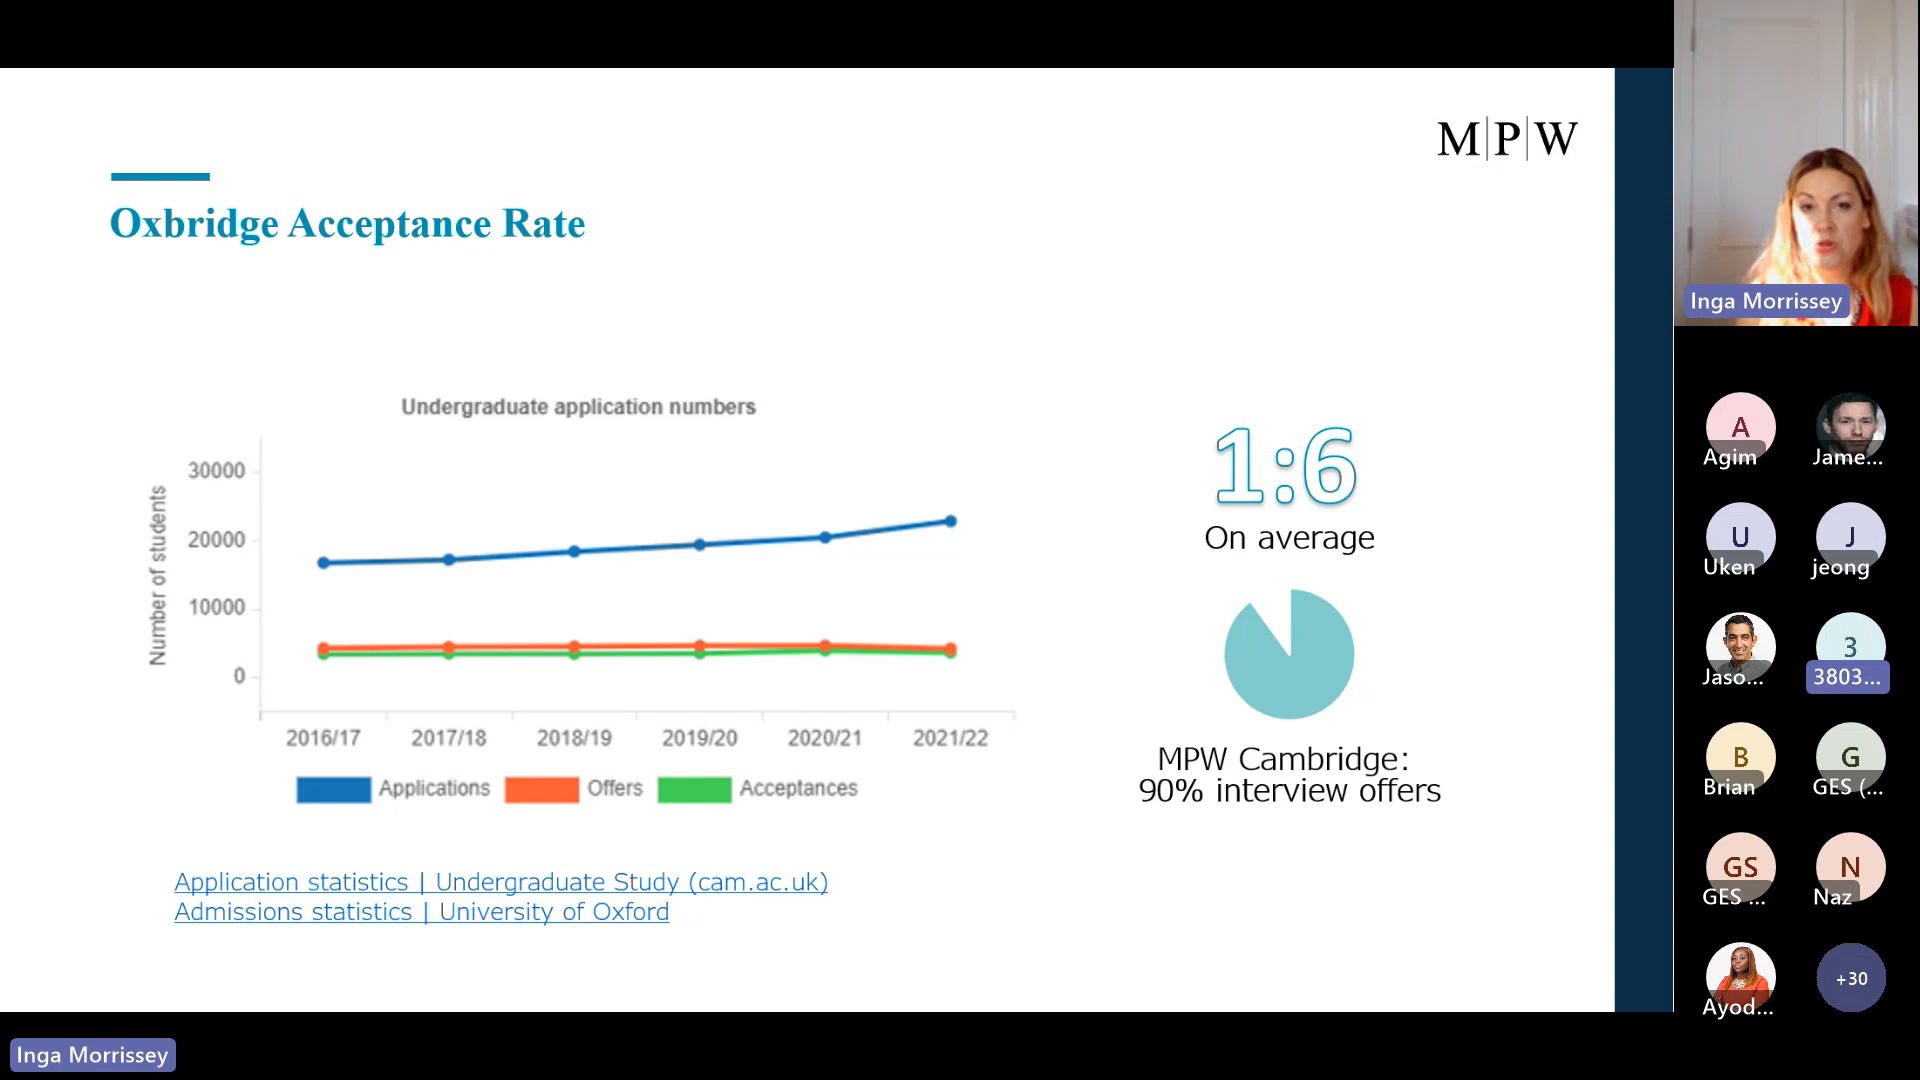 M|P|W
Oxbridge Acceptance Rate
Undergraduate application numbers
Number of students
30000
20000
10000
0
2016/17 2017/18 2018/19 2019/20 2020/21 2021/22
Applications Offers Acceptances
1:6
On average
MPW Cambridge:
90% interview offers
Application statistics | Undergraduate Study (cam.ac.uk)
Admissions statistics | University of Oxford
Inga Morrissey
A
Agim
Jame...
U
Uken
J
jeong
Jaso...
3
3803...
B
Brian
G
GES (...
GS
GES ...
N
Naz
Ayod...
+30
Inga Morrissey